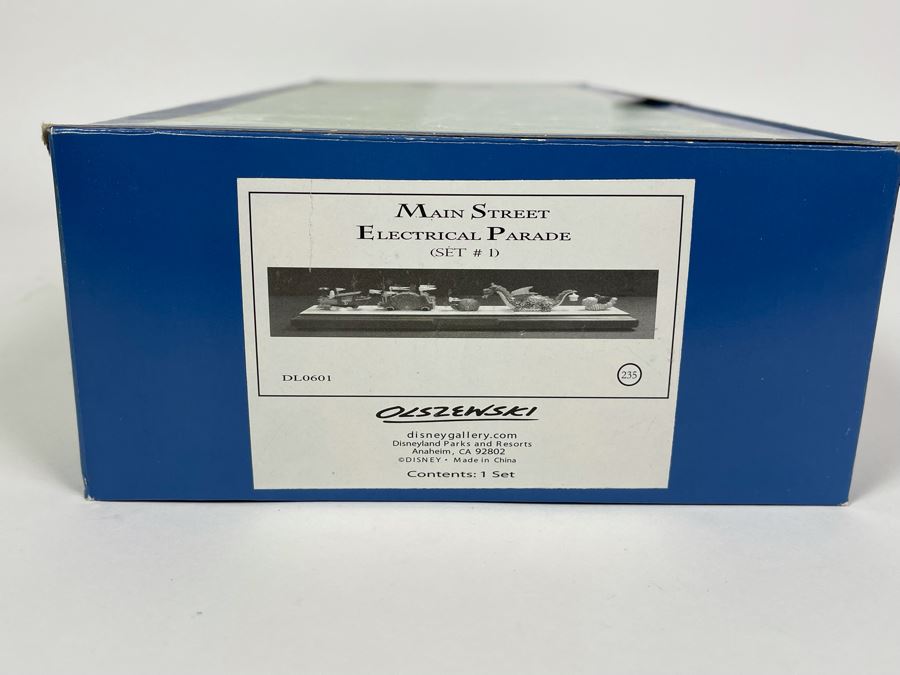 MAIN STREET
ELECTRICAL PARADE
(SET # 1)
DL0601
235
OLSZEWSKI
disneygallery.com
Disneyland Parks and Resorts
Anaheim, CA 92802
©DISNEY • Made in China
Contents: 1 Set